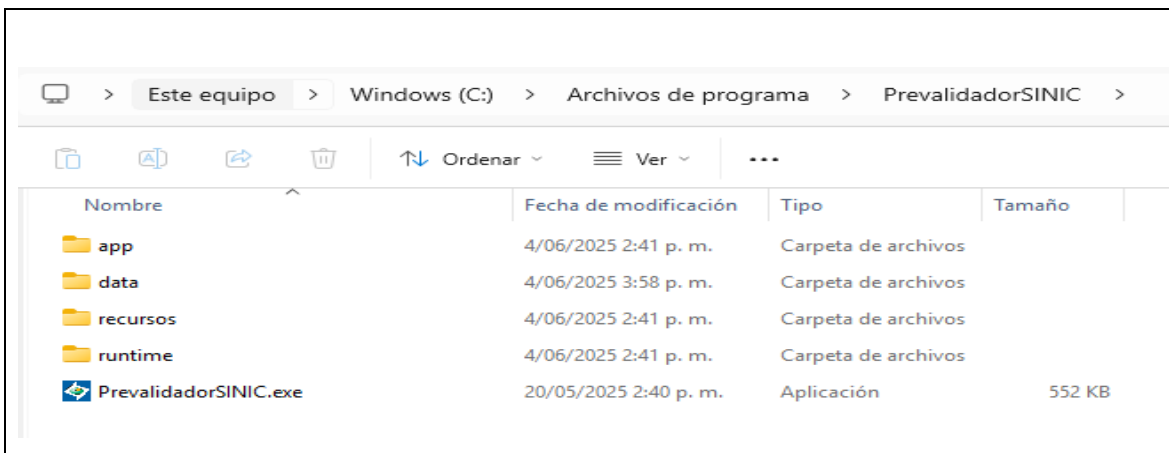 > Este equipo > Windows (C:) > Archivos de programa > PrevalidadorSINIC >
Ordenar Ver ...
Nombre Fecha de modificación Tipo Tamaño
app 4/06/2025 2:41 p. m. Carpeta de archivos
data 4/06/2025 3:58 p. m. Carpeta de archivos
recursos 4/06/2025 2:41 p. m. Carpeta de archivos
runtime 4/06/2025 2:41 p. m. Carpeta de archivos
PrevalidadorSINIC.exe 20/05/2025 2:40 p. m. Aplicación 552 KB